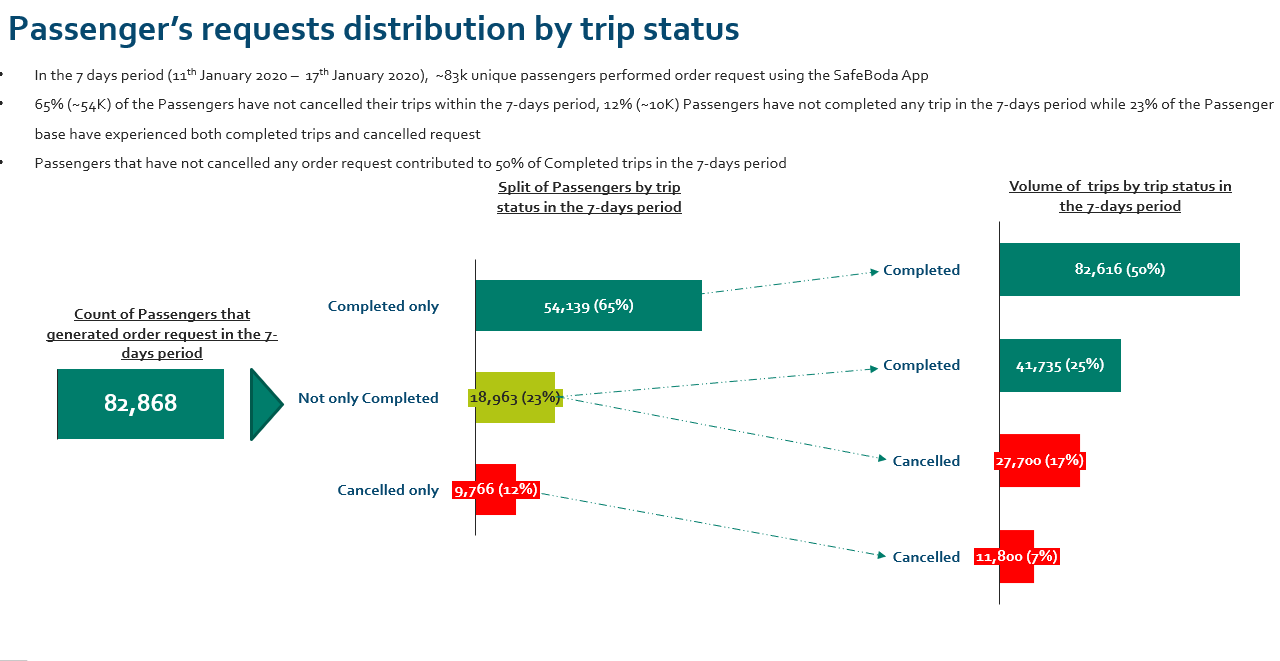 Passenger’s requests distribution by trip status
• In the 7 days period (11th January 2020 – 17th January 2020), ~83k unique passengers performed order request using the SafeBoda App
• 65% (~54K) of the Passengers have not cancelled their trips within the 7-days period, 12% (~10K) Passengers have not completed any trip in the 7-days period while 23% of the Passenger
base have experienced both completed trips and cancelled request
• Passengers that have not cancelled any order request contributed to 50% of Completed trips in the 7-days period
Count of Passengers that
generated order request in the 7-
days period
82,868
Split of Passengers by trip
status in the 7-days period
Completed only
54,139 (65%)
Not only Completed
18,963 (23%)
Cancelled only
9,766 (12%)
Volume of trips by trip status in
the 7-days period
Completed
82,616 (50%)
Completed
41,735 (25%)
Cancelled
27,700 (17%)
Cancelled
11,800 (7%)